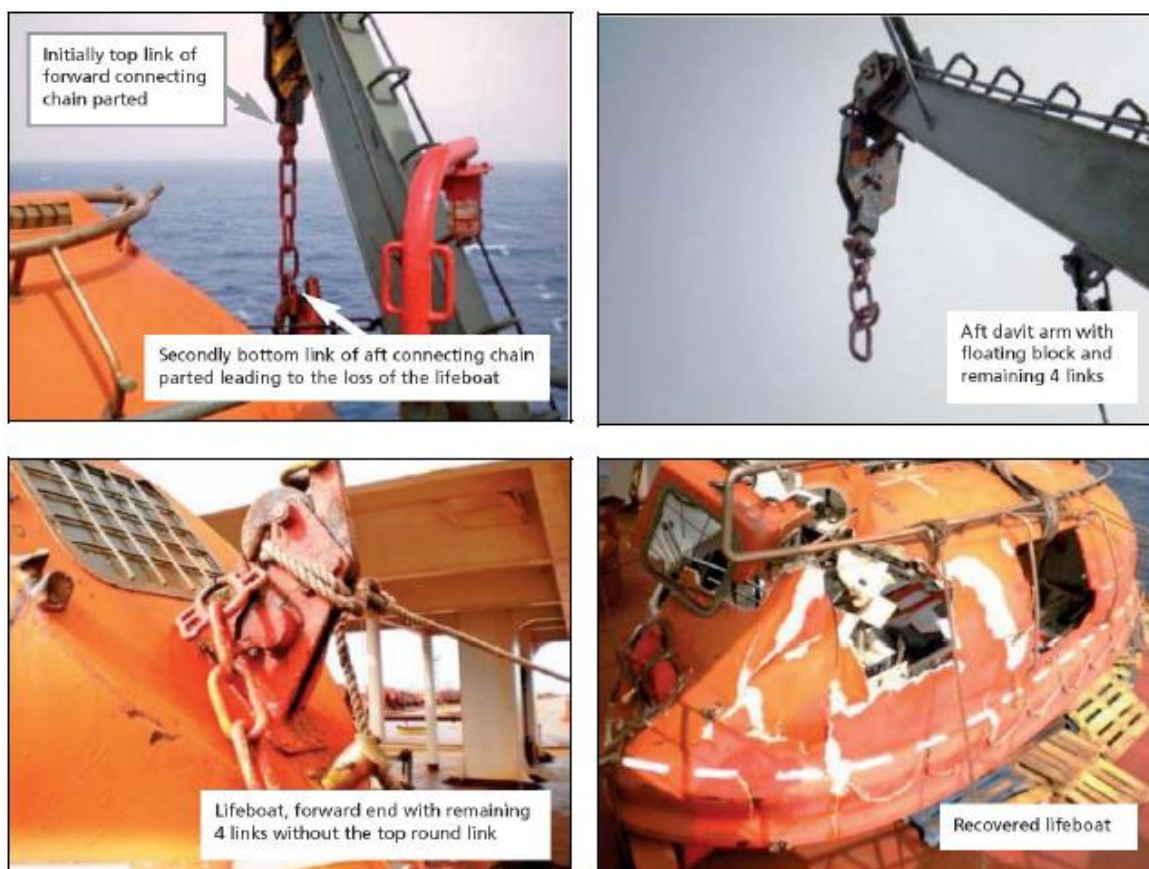 Initially top link of
forward connecting
chain parted
Secondly bottom link of aft connecting chain
parted leading to the loss of the lifeboat
Aft davit arm with
floating block and
remaining 4 links
Lifeboat, forward end with remaining
4 links without the top round link
Recovered lifeboat